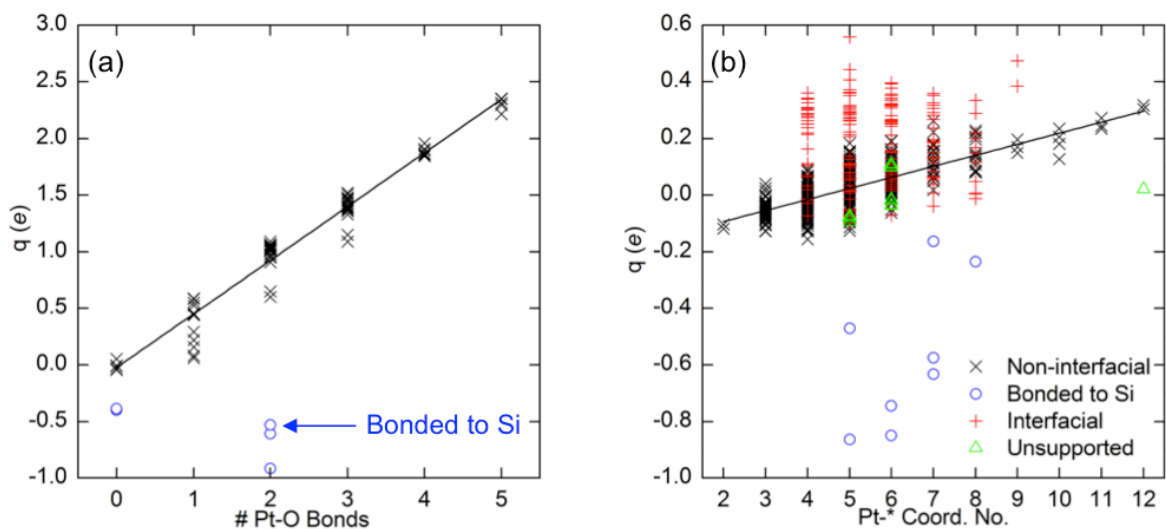 (a)
3.0
2.5
2.0
1.5
1.0
0.5
0.0
-0.5
-1.0
q (e)
Bonded to Si
0 1 2 3 4 5
# Pt-O Bonds
(b)
0.6
0.4
0.2
0.0
-0.2
-0.4
-0.6
-0.8
-1.0
q (e)
Non-interfacial
Bonded to Si
Interfacial
Unsupported
2 3 4 5 6 7 8 9 10 11 12
Pt-* Coord. No.